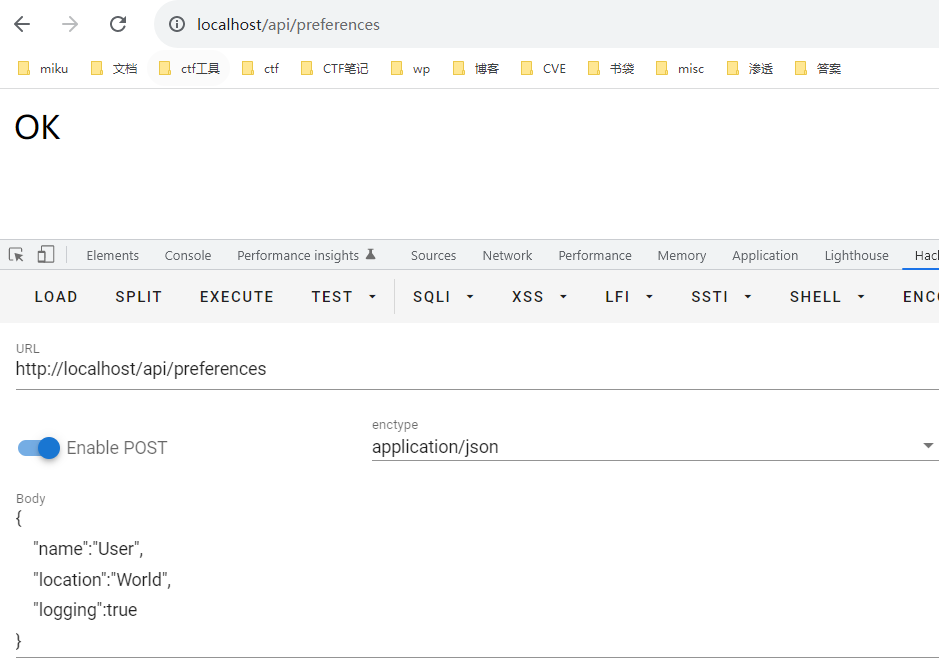 localhost/api/preferences
miku 文档 ctf工具 ctf CTF笔记 wp 博客 CVE 书袋 misc 渗透 答案
OK
Elements Console Performance insights Sources Network Performance Memory Application Lighthouse Hack
LOAD SPLIT EXECUTE TEST SQLI XSS LFI SSTI SHELL ENCO
URL
http://localhost/api/preferences
enctype
Enable POST application/json
Body
{
"name":"User",
"location":"World",
"logging":true
}